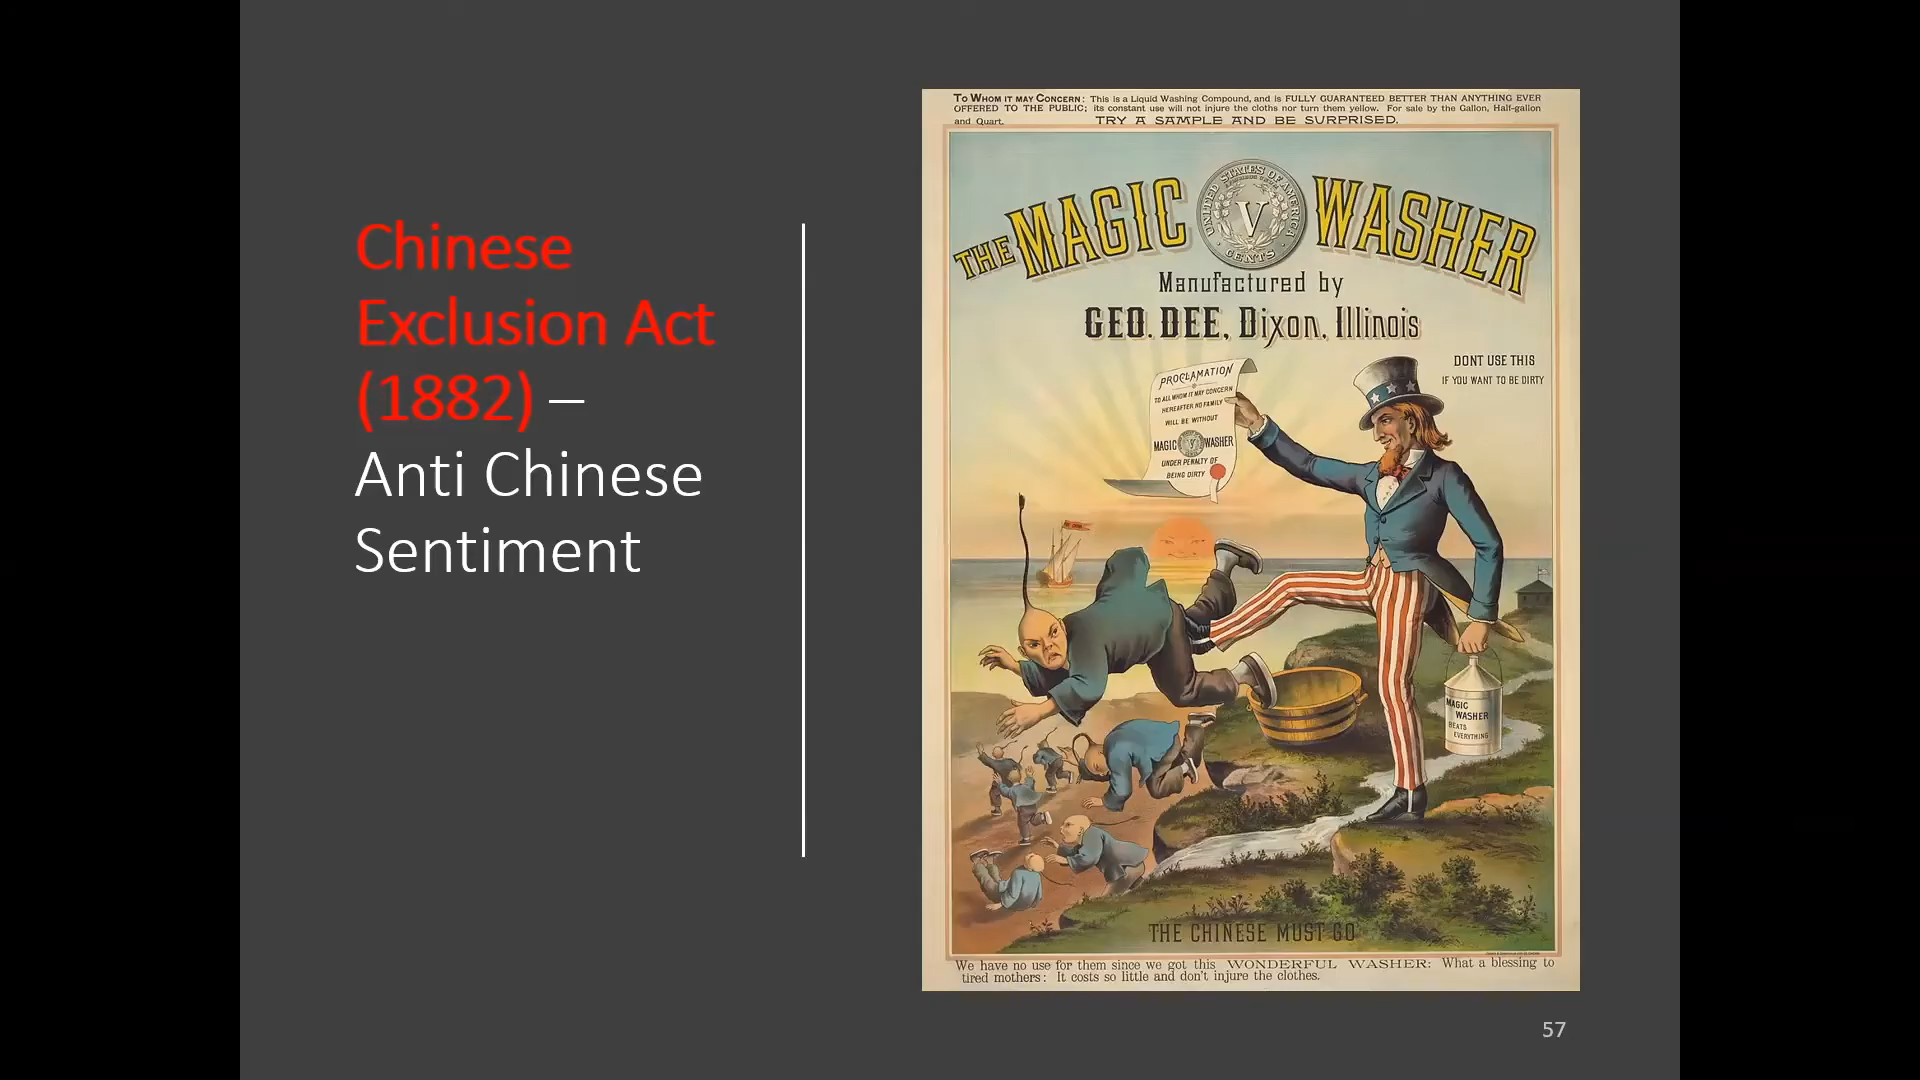 Chinese
Exclusion Act
(1882) –
Anti Chinese
Sentiment
TO WHOM IT MAY CONCERN: This is a Liquid Washing Compound, and is FULLY GUARANTEED BETTER THAN ANYTHING EVER
OFFERED TO THE PUBLIC; its constant use will not injure the cloths nor turn them yellow. For sale by the Gallon, Half-gallon
and Quart. TRY A SAMPLE AND BE SURPRISED.
THE MAGIC WASHER
UNITED STATES OF AMERICA
V
CENTS
Manufactured by
GEO. DEE, Dixon, Illinois
DONT USE THIS
IF YOU WANT TO BE DIRTY
PROCLAMATION
TO ALL WHOM IT MAY CONCERN
HEREAFTER NO FAMILY
WILL BE WITHOUT
MAGIC V WASHER
UNDER PENALTY OF
BEING DIRTY
MAGIC
WASHER
BEATS
EVERYTHING
THE CHINESE MUST GO
We have no use for them since we got this WONDERFUL WASHER: What a blessing to
tired mothers: It costs so little and don't injure the clothes.
57